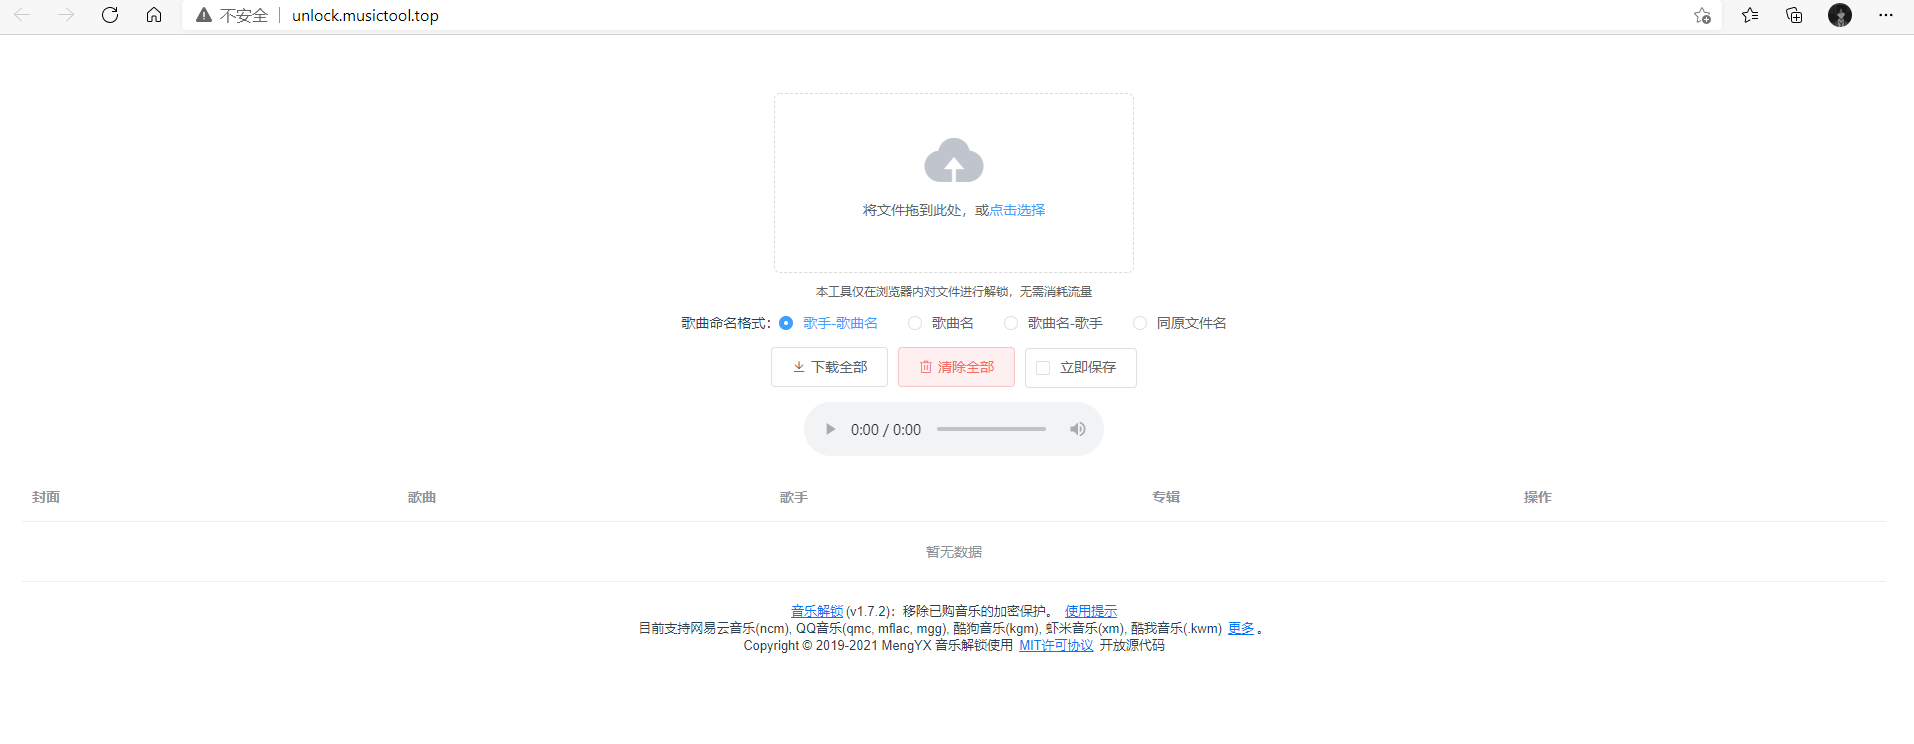 不安全 unlock.musictool.top
将文件拖到此处，或点击选择
本工具仅在浏览器内对文件进行解锁，无需消耗流量
歌曲命名格式： 歌手-歌曲名 歌曲名 歌曲名-歌手 同原文件名
下载全部 清除全部 立即保存
0:00 / 0:00
封面 歌曲 歌手 专辑 操作
暂无数据
音乐解锁(v1.7.2)：移除已购音乐的加密保护。 使用提示
目前支持网易云音乐(ncm), QQ音乐(qmc, mflac, mgg), 酷狗音乐(kgm), 虾米音乐(xm), 酷我音乐(.kwm) 更多。
Copyright © 2019-2021 MengYX 音乐解锁使用 MIT许可协议 开放源代码